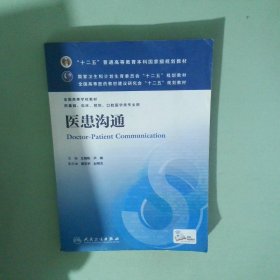 "十二五"普通高等教育本科国家级规划教材
国家卫生和计划生育委员会"十二五"规划教材
全国高等医药教材建设研究会"十二五"规划教材
全国高等学校教材
供基础、临床、预防、口腔医学类专业用
医患沟通
Doctor-Patient Communication
人民卫生出版社